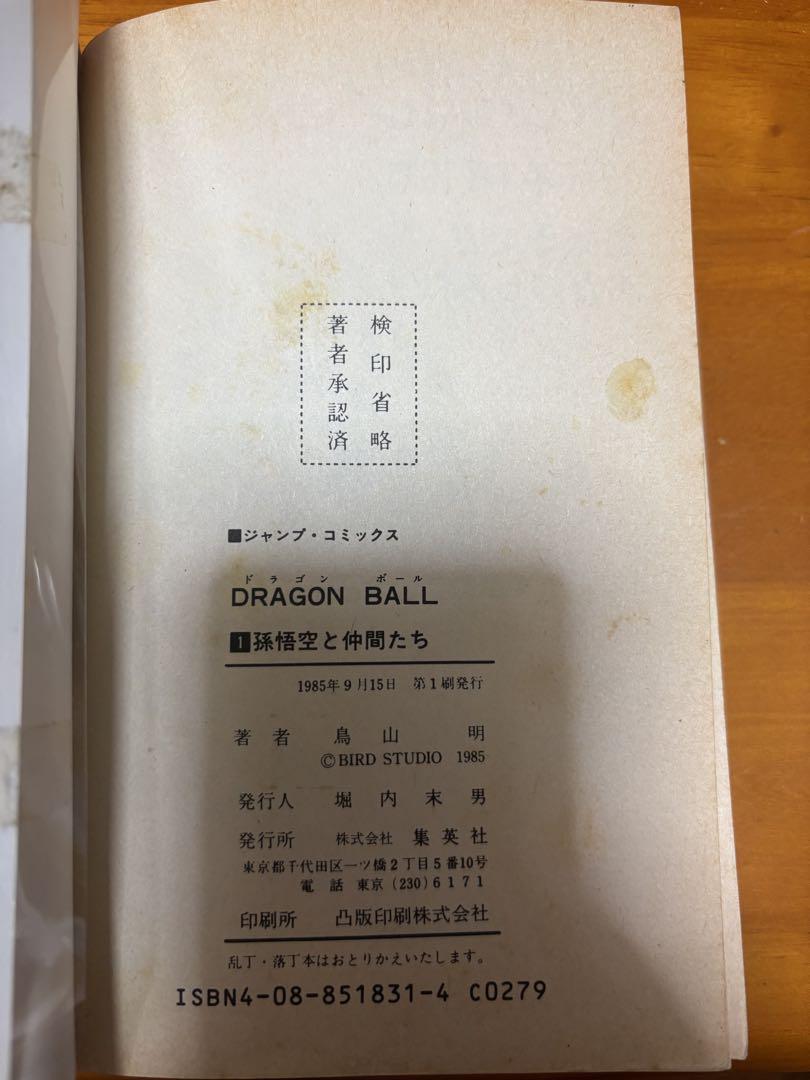 検印省略
著者承認済
■ジャンプ・コミックス
ドラゴン ボール
DRAGON BALL
1 孫悟空と仲間たち
1985年9月15日 第1刷発行
著者 鳥山明
©BIRD STUDIO 1985
発行人 堀内末男
発行所 株式会社 集英社
東京都千代田区一ツ橋2丁目5番10号
電話 東京(230)6171
印刷所 凸版印刷株式会社
乱丁・落丁本はおとりかえいたします。
ISBN4-08-851831-4 C0279